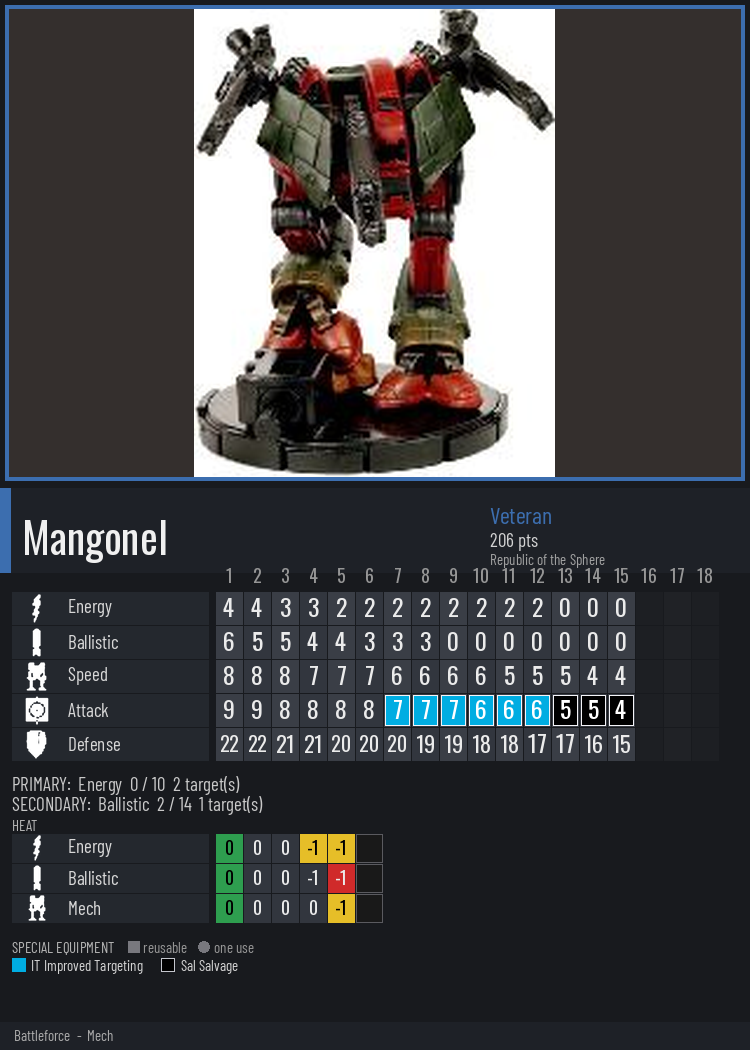 Mangonel
Veteran
206 pts
Republic of the Sphere
1 2 3 4 5 6 7 8 9 10 11 12 13 14 15 16 17 18
Energy 4 4 3 3 2 2 2 2 2 2 2 2 0 0 0
Ballistic 6 5 5 4 4 3 3 3 0 0 0 0 0 0 0
Speed 8 8 8 7 7 7 6 6 6 6 5 5 5 4 4
Attack 9 9 8 8 8 8 7 7 7 6 6 6 5 5 4
Defense 22 22 21 21 20 20 20 19 19 18 18 17 17 16 15
PRIMARY: Energy 0 / 10 2 target(s)
SECONDARY: Ballistic 2 / 14 1 target(s)
HEAT
Energy 0 0 0 -1 -1
Ballistic 0 0 0 -1 -1
Mech 0 0 0 0 -1
SPECIAL EQUIPMENT reusable one use
IT Improved Targeting Sal Salvage
Battleforce - Mech